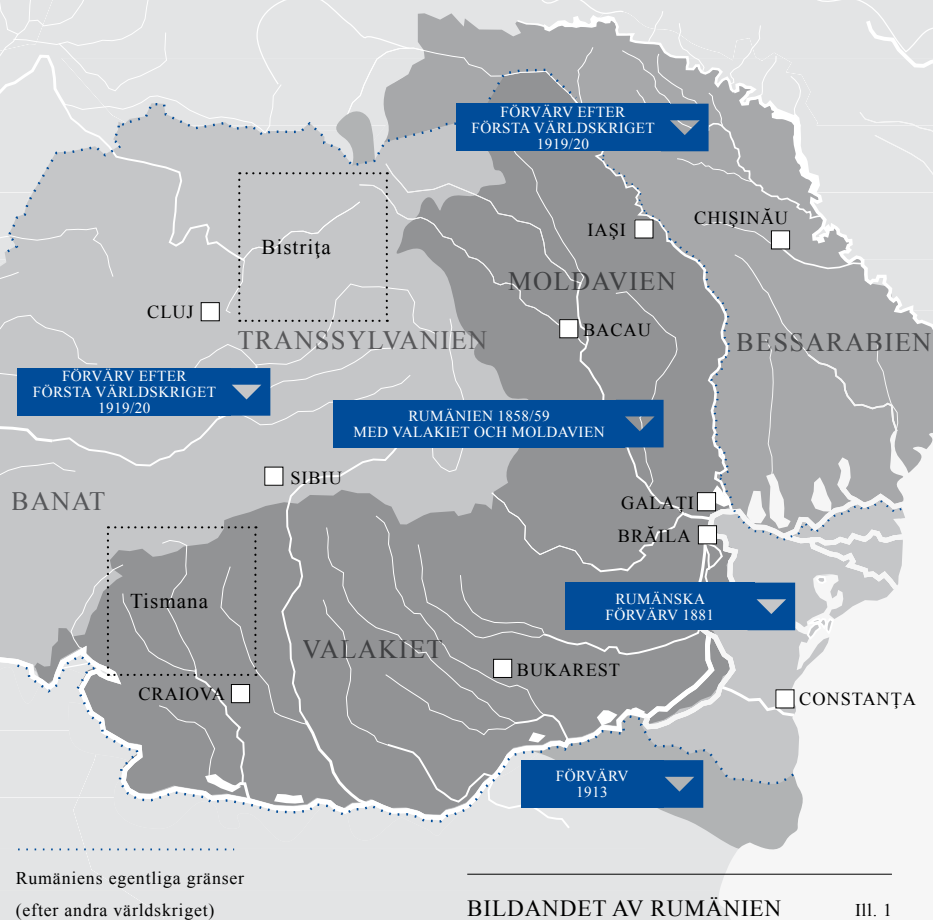 FÖRVÄRV EFTER
FÖRSTA VÄRLDSKRIGET
1919/20
IAŞI
CHIŞINĂU
Bistriţa
MOLDAVIEN
CLUJ
BACAU
TRANSSYLVANIEN
BESSARABIEN
FÖRVÄRV EFTER
FÖRSTA VÄRLDSKRIGET
1919/20
RUMÄNIEN 1858/59
MED VALAKIET OCH MOLDAVIEN
SIBIU
BANAT
GALAŢI
BRĂILA
Tismana
RUMÄNSKA
FÖRVÄRV 1881
VALAKIET
BUKAREST
CRAIOVA
CONSTANŢA
FÖRVÄRV
1913
Rumäniens egentliga gränser
(efter andra världskriget)
BILDANDET AV RUMÄNIEN Ill. 1